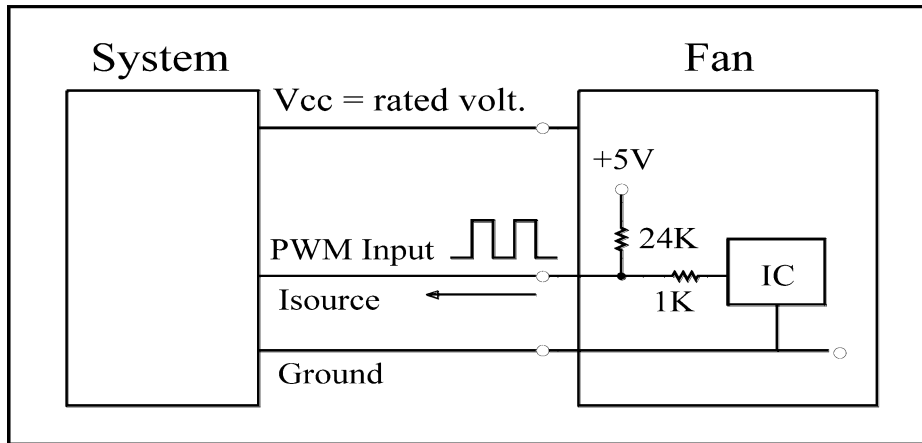 System
Fan
Vcc = rated volt.
+5V
24K
PWM Input
IC
1K
Isource
Ground